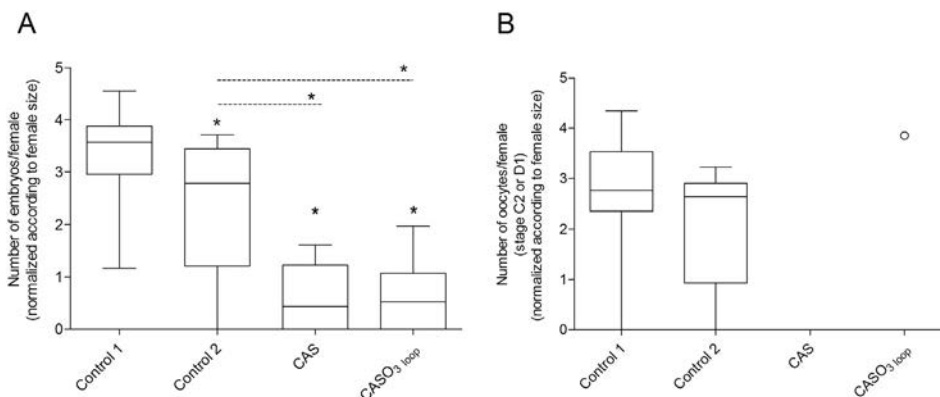 A
Number of embryos/female
(normalized according to female size)
5
4
3
2
1
0
*
*
*
*
*
Control 1
Control 2
CAS
CASO3 loop
B
Number of oocytes/female
(stage C2 or D1)
(normalized according to female size)
5
4
3
2
1
0
Control 1
Control 2
CAS
CASO3 loop